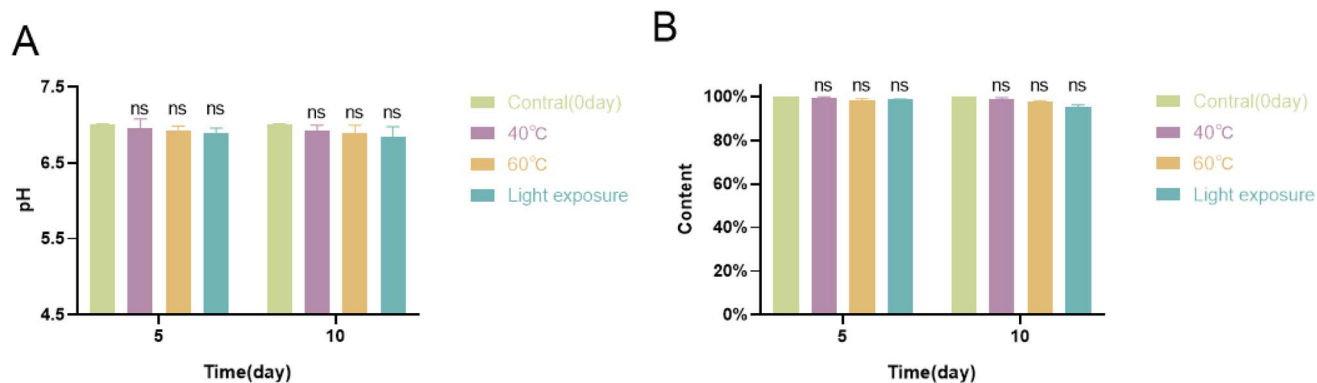 A
7.5
6.5
5.5
4.5
pH
ns ns ns
ns ns ns
5
10
Time(day)
Contral(0day)
40℃
60℃
Light exposure
B
100%
80%
60%
40%
20%
0%
Content
ns ns ns
ns ns ns
5
10
Time(day)
Contral(0day)
40℃
60℃
Light exposure